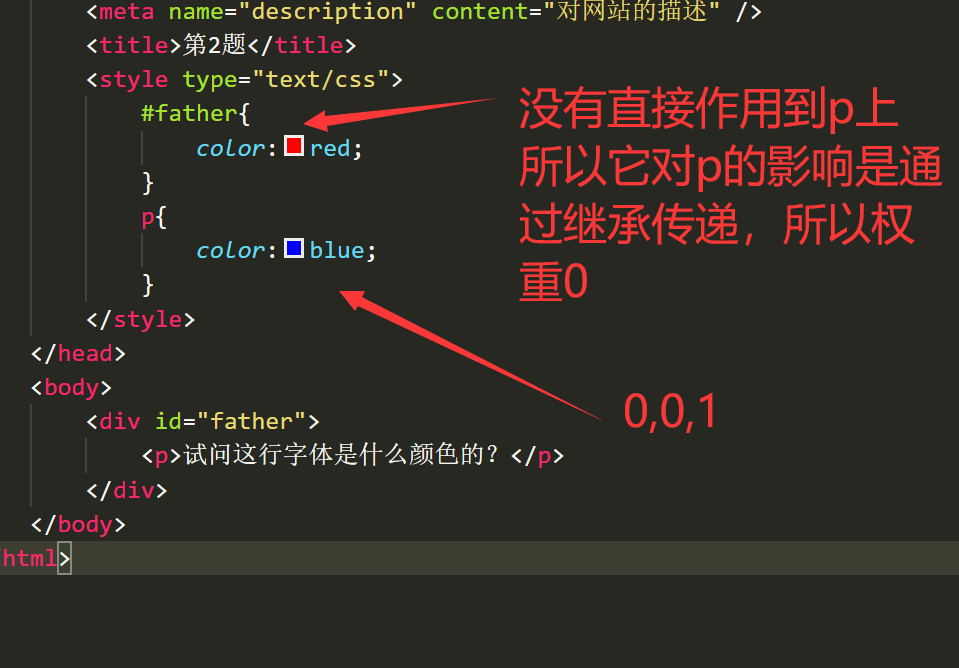 <meta name="description" content="对网站的描述" />
<title>第2题</title>
<style type="text/css">
#father{
color:red;
}
p{
color:blue;
}
</style>
</head>
<body>
<div id="father">
<p>试问这行字体是什么颜色的？</p>
</div>
</body>
html>
没有直接作用到p上
所以它对p的影响是通
过继承传递，所以权
重0
0,0,1